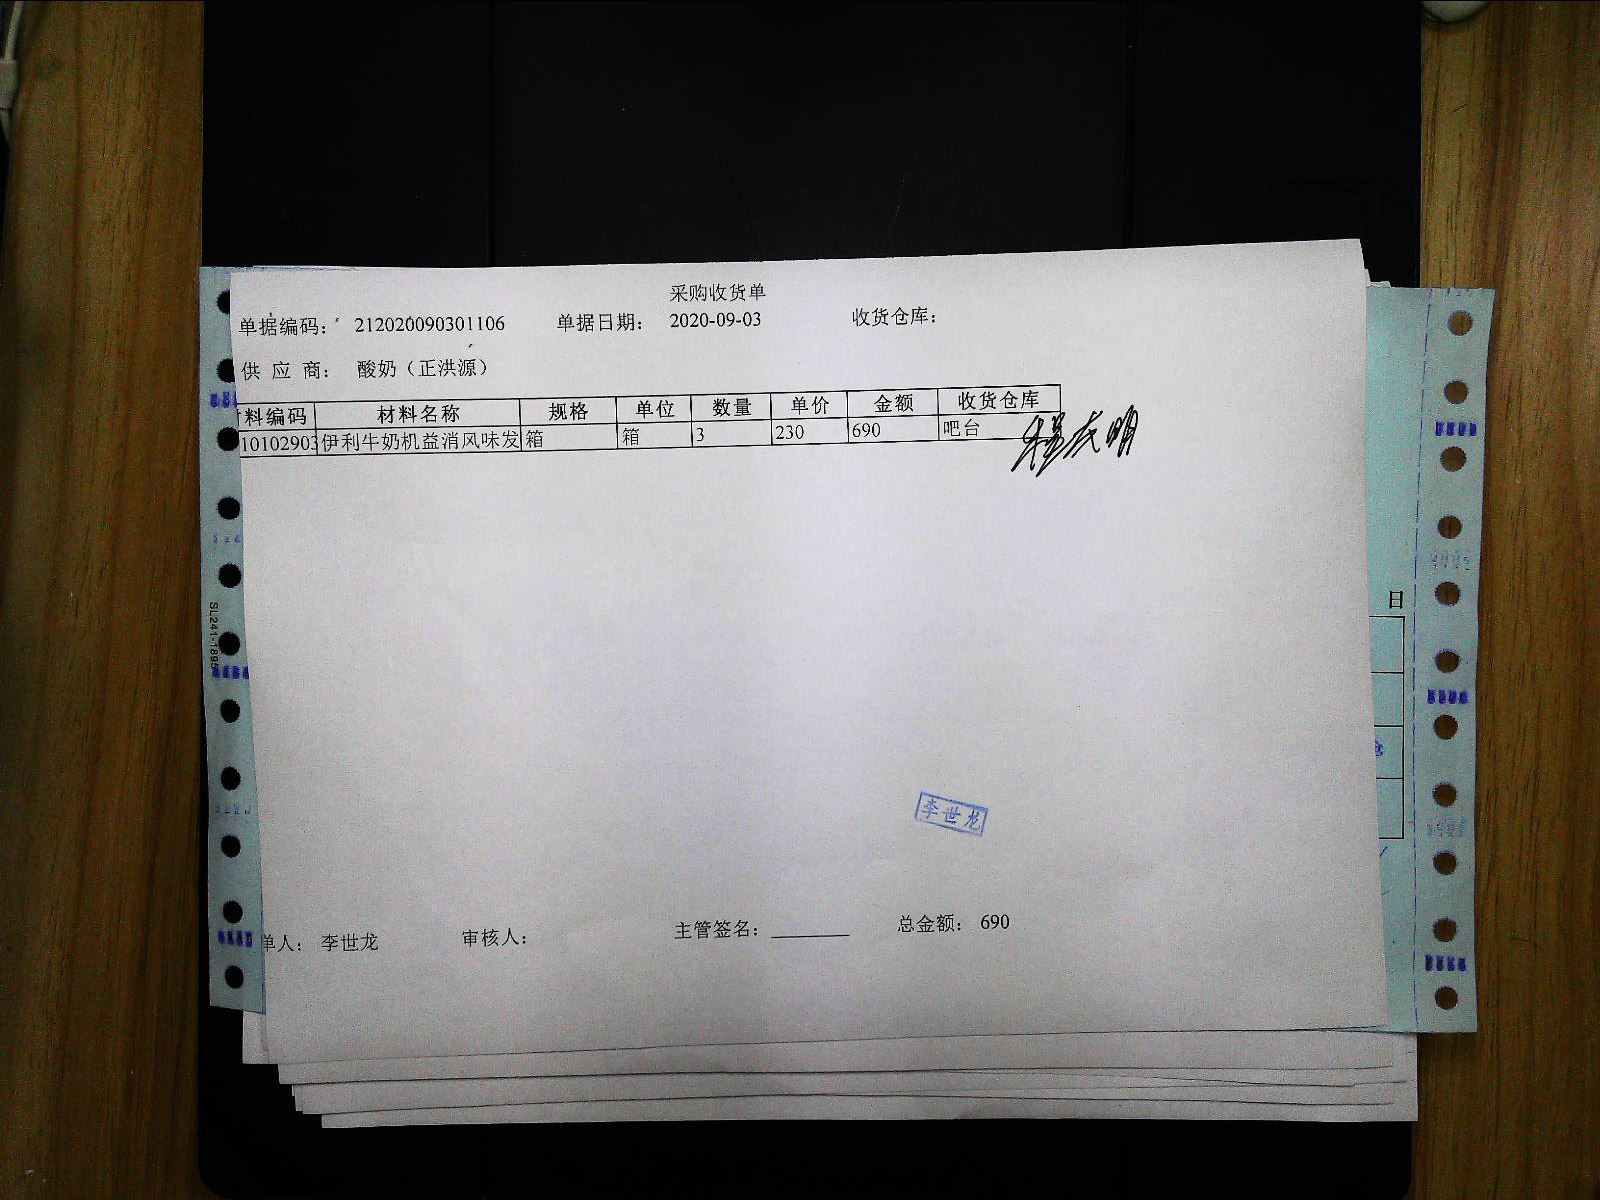 采购收货单
单据编码： 212020090301106 单据日期： 2020-09-03 收货仓库：
供 应 商： 酸奶（正洪源）
料编码 材料名称 规格 单位 数量 单价 金额 收货仓库
10102903 伊利牛奶机益消风味发 箱 箱 3 230 690 吧台
日
SL241-1895
李世龙
单人： 李世龙 审核人： 主管签名： 总金额： 690